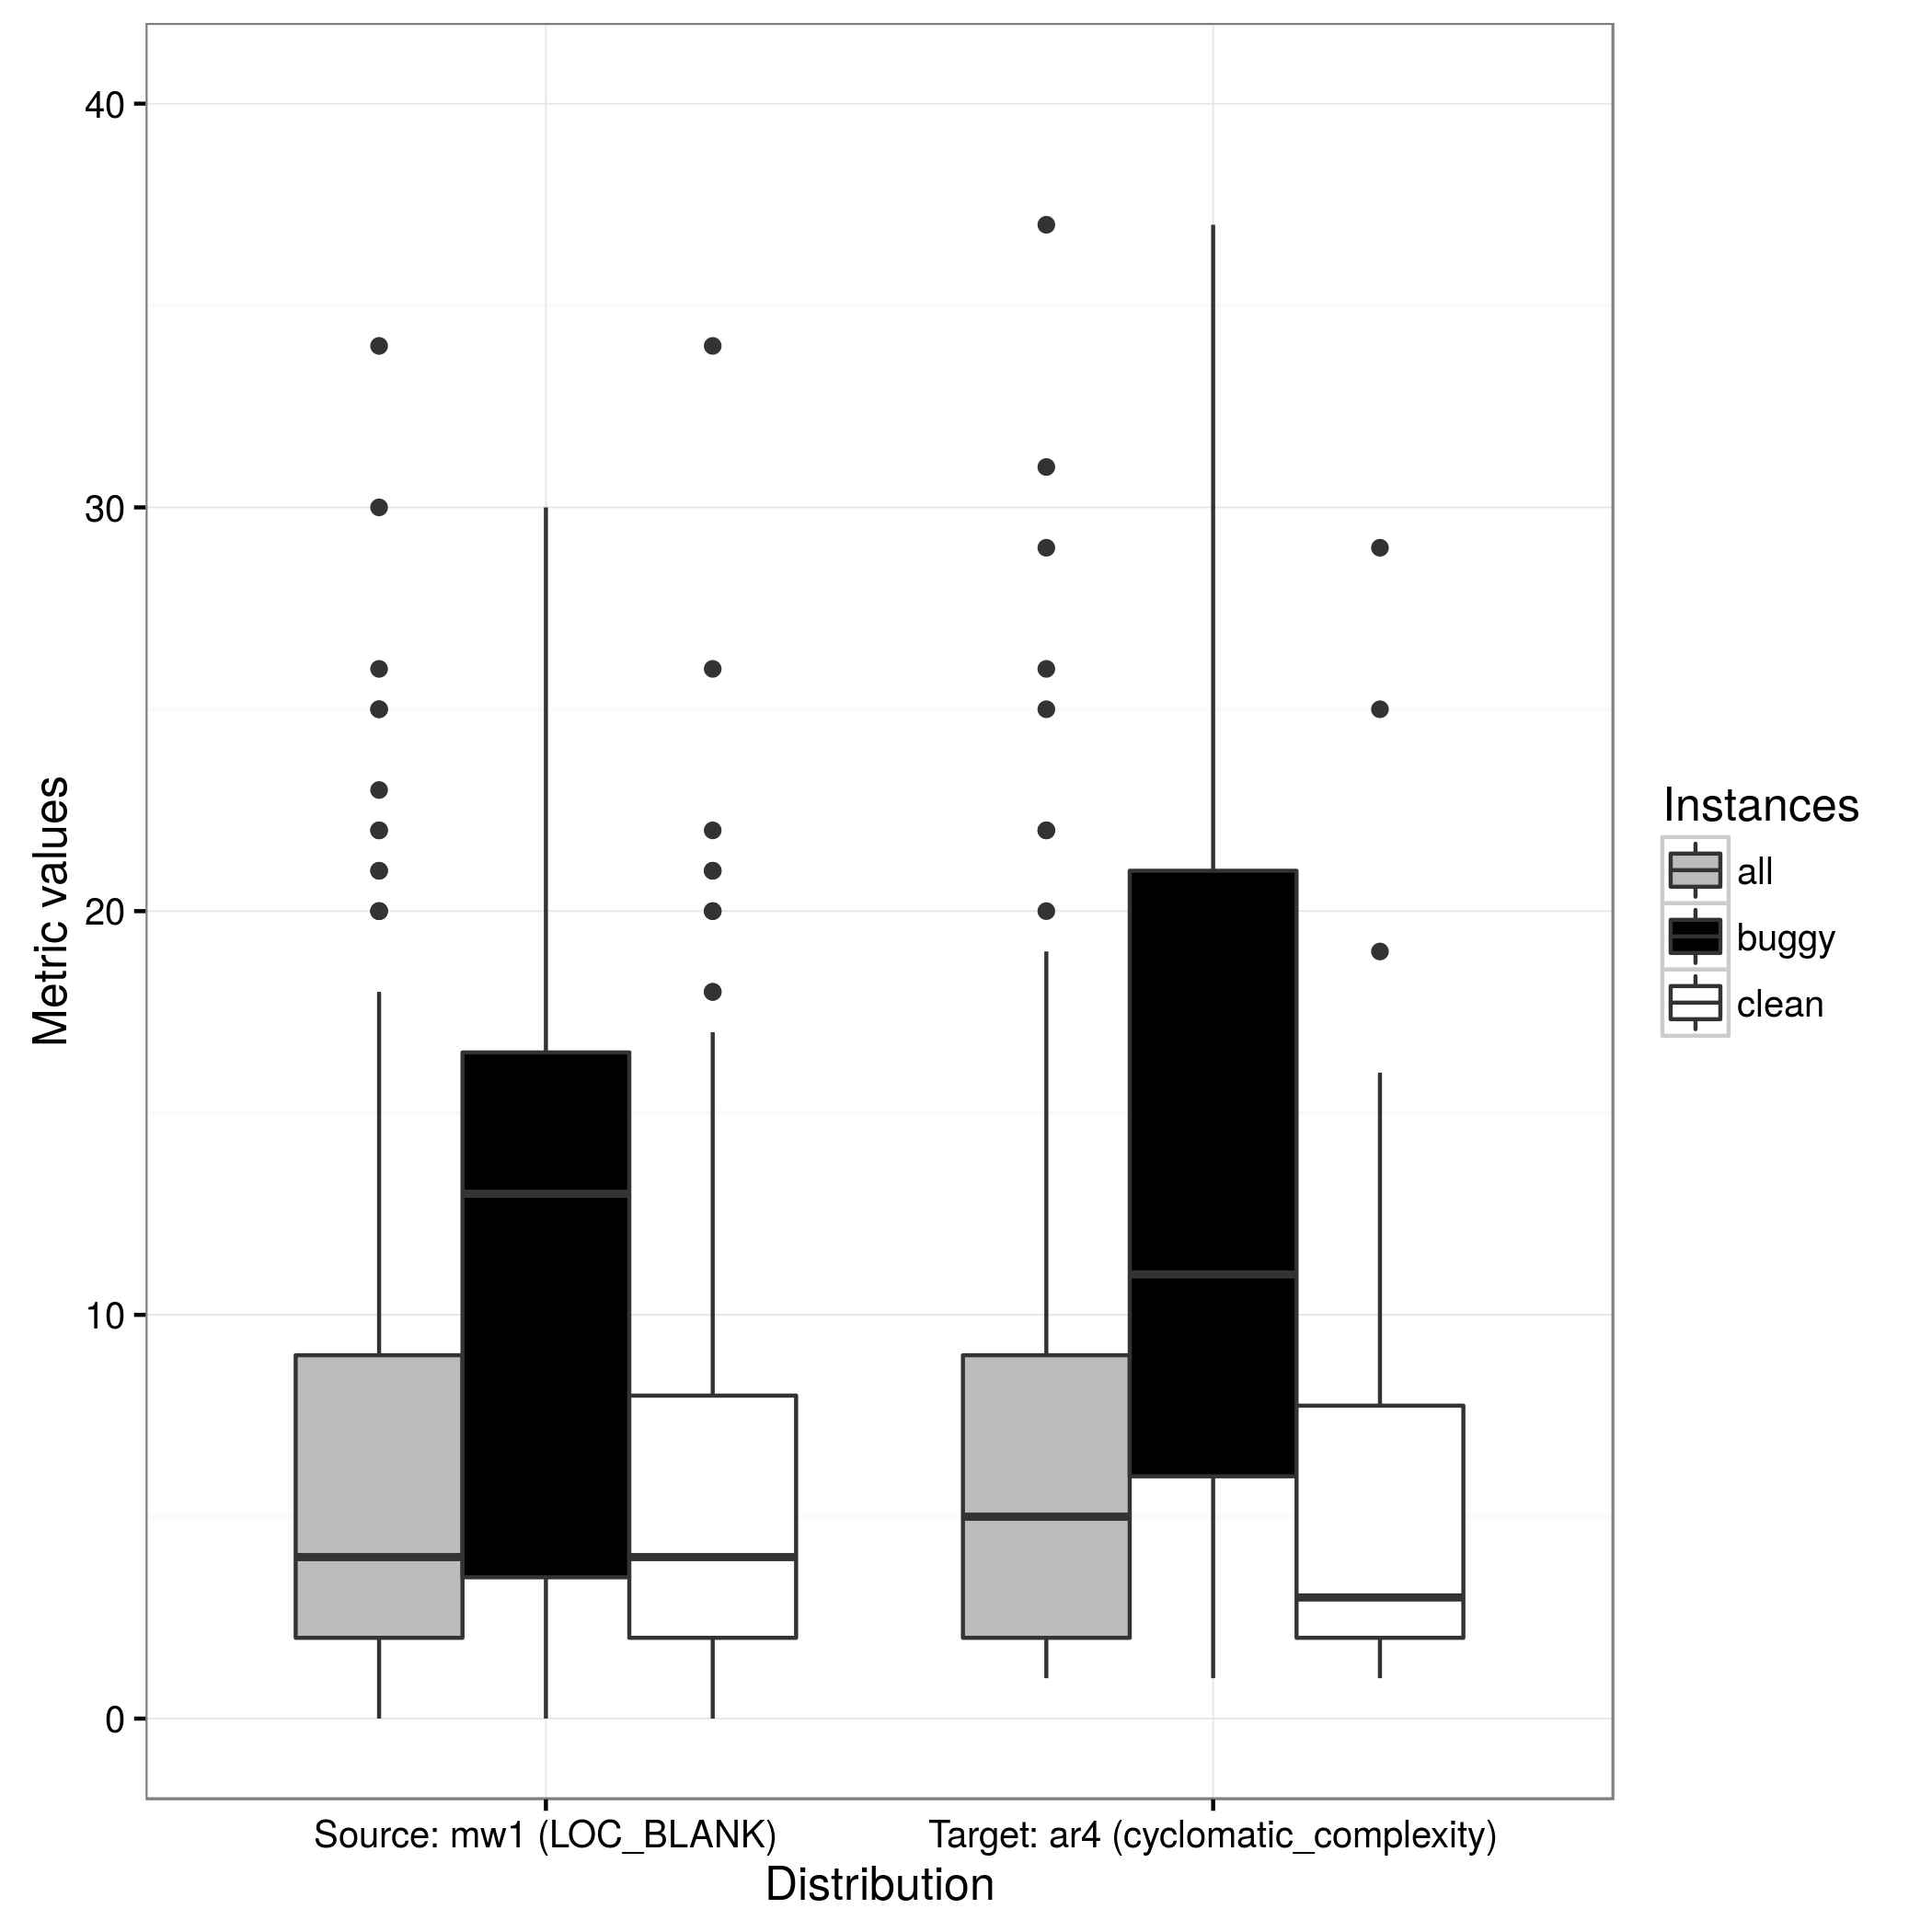 Metric values
40
30
20
10
0
Source: mw1 (LOC_BLANK)
Target: ar4 (cyclomatic_complexity)
Distribution
Instances
all
buggy
clean